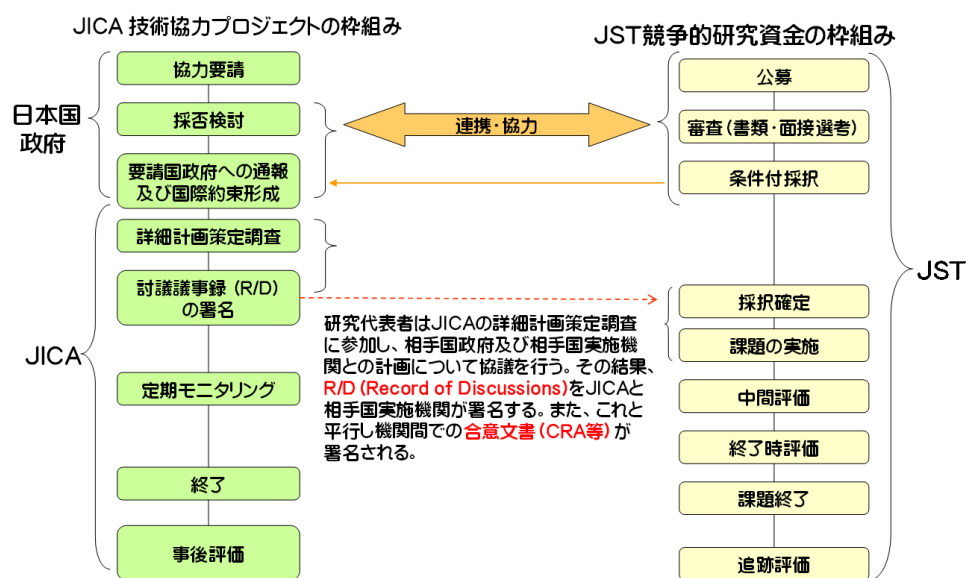 JICA 技術協力プロジェクトの枠組み
JST競争的研究資金の枠組み
日本国
政府
協力要請
採否検討
要請国政府への通報
及び国際約束形成
連携・協力
公募
審査(書類・面接選考)
条件付採択
JICA
詳細計画策定調査
討議議事録 (R/D)
の署名
定期モニタリング
終了
事後評価
研究代表者はJICAの詳細計画策定調査
に参加し、相手国政府及び相手国実施機
関との計画について協議を行う。その結果、
R/D(Record of Discussions)をJICAと
相手国実施機関が署名する。また、これと
平行し機関間での合意文書(CRA等)が
署名される。
採択確定
課題の実施
中間評価
終了時評価
課題終了
追跡評価
JST